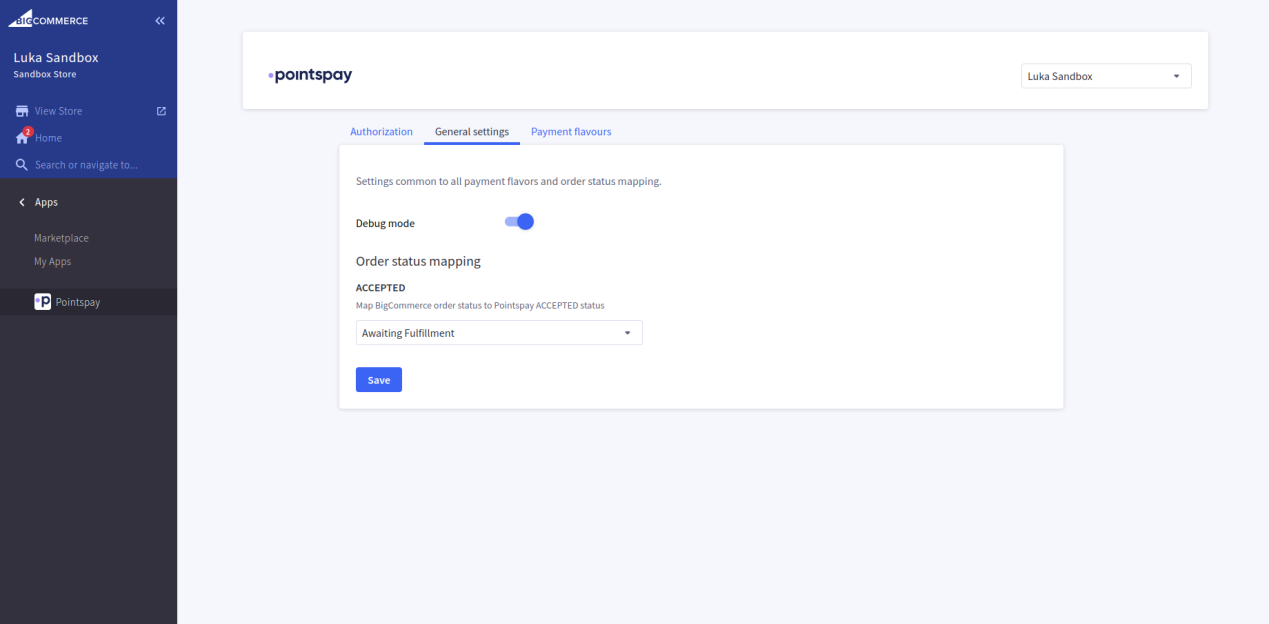 BIGCOMMERCE
Luka Sandbox
Sandbox Store
View Store
2
Home
Search or navigate to...
Apps
Marketplace
My Apps
P Pointspay
pointspay
Luka Sandbox
Authorization General settings Payment flavours
Settings common to all payment flavors and order status mapping.
Debug mode
Order status mapping
ACCEPTED
Map BigCommerce order status to Pointspay ACCEPTED status
Awaiting Fulfillment
Save